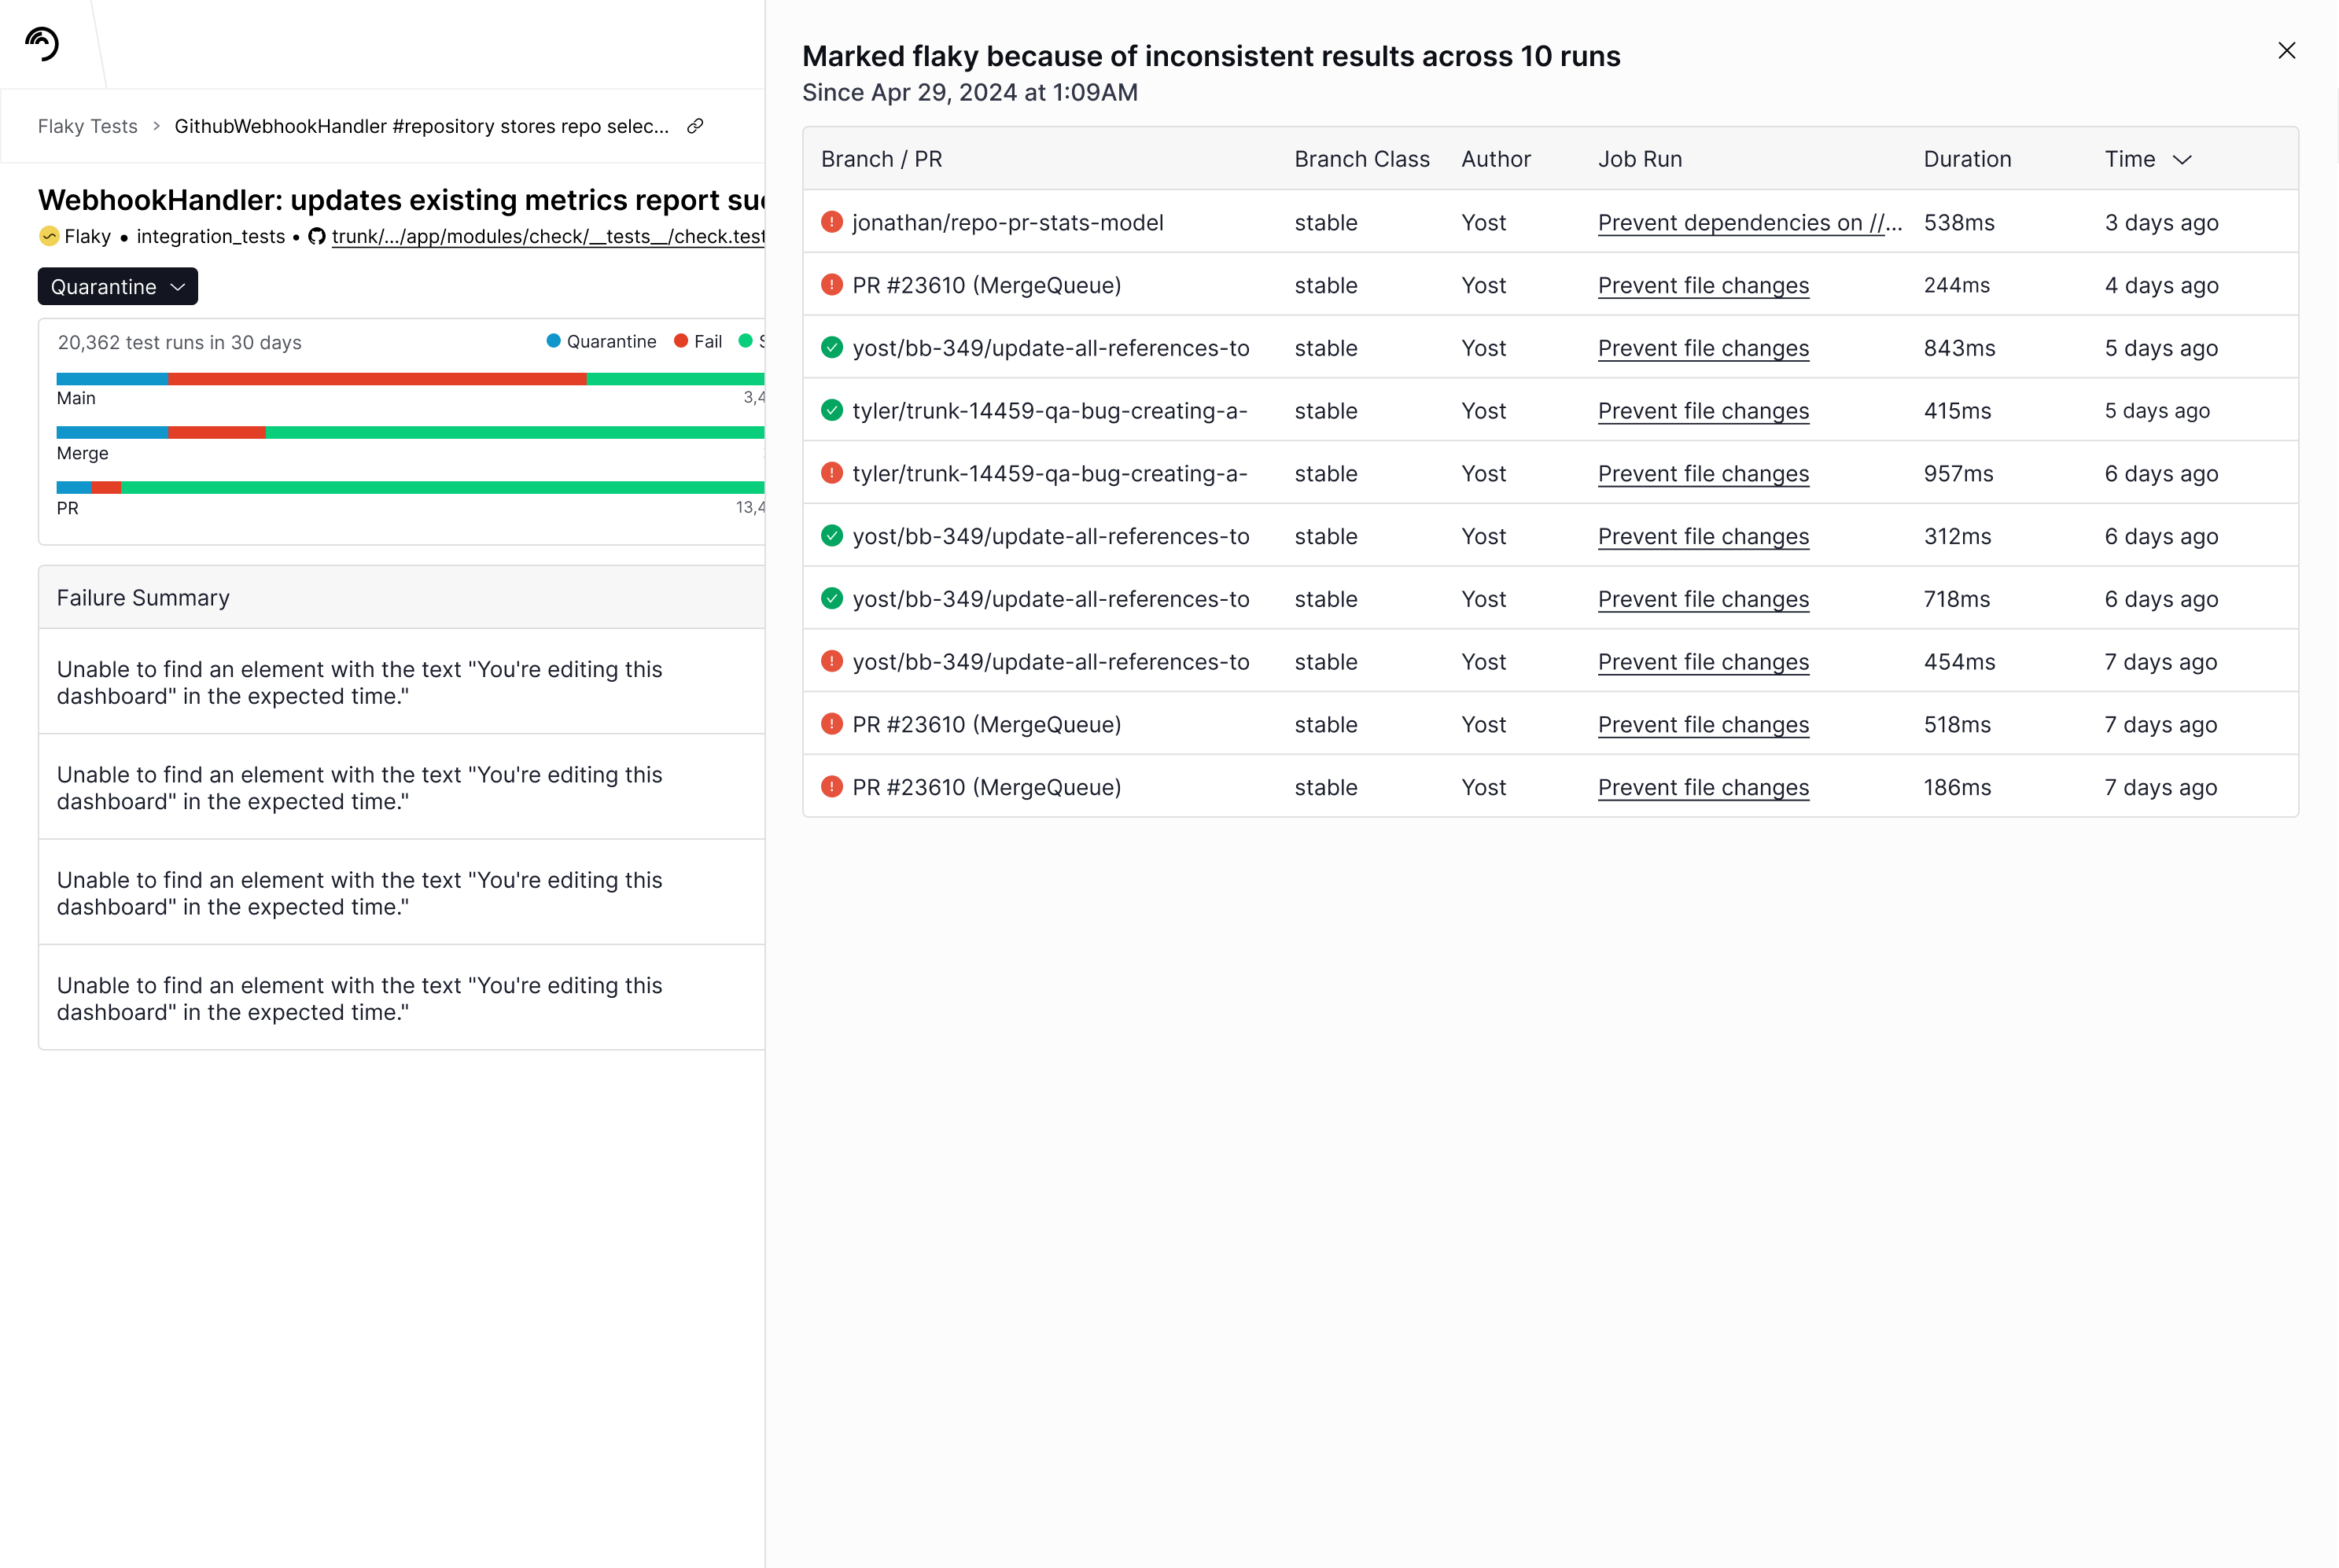 Flaky Tests > GithubWebhookHandler #repository stores repo selec...
WebhookHandler: updates existing metrics report
Flaky • integration_tests • trunk/.../app/modules/check/__tests__/check.test
Quarantine
20,362 test runs in 30 days
Quarantine Fail
Main
3,4
Merge
PR
13,4
Failure Summary
Unable to find an element with the text "You're editing this
dashboard" in the expected time."
Unable to find an element with the text "You're editing this
dashboard" in the expected time."
Unable to find an element with the text "You're editing this
dashboard" in the expected time."
Unable to find an element with the text "You're editing this
dashboard" in the expected time."
Marked flaky because of inconsistent results across 10 runs
Since Apr 29, 2024 at 1:09AM
Branch / PR Branch Class Author Job Run Duration Time
jonathan/repo-pr-stats-model stable Yost Prevent dependencies on //... 538ms 3 days ago
PR #23610 (MergeQueue) stable Yost Prevent file changes 244ms 4 days ago
yost/bb-349/update-all-references-to stable Yost Prevent file changes 843ms 5 days ago
tyler/trunk-14459-qa-bug-creating-a- stable Yost Prevent file changes 415ms 5 days ago
tyler/trunk-14459-qa-bug-creating-a- stable Yost Prevent file changes 957ms 6 days ago
yost/bb-349/update-all-references-to stable Yost Prevent file changes 312ms 6 days ago
yost/bb-349/update-all-references-to stable Yost Prevent file changes 718ms 6 days ago
yost/bb-349/update-all-references-to stable Yost Prevent file changes 454ms 7 days ago
PR #23610 (MergeQueue) stable Yost Prevent file changes 518ms 7 days ago
PR #23610 (MergeQueue) stable Yost Prevent file changes 186ms 7 days ago